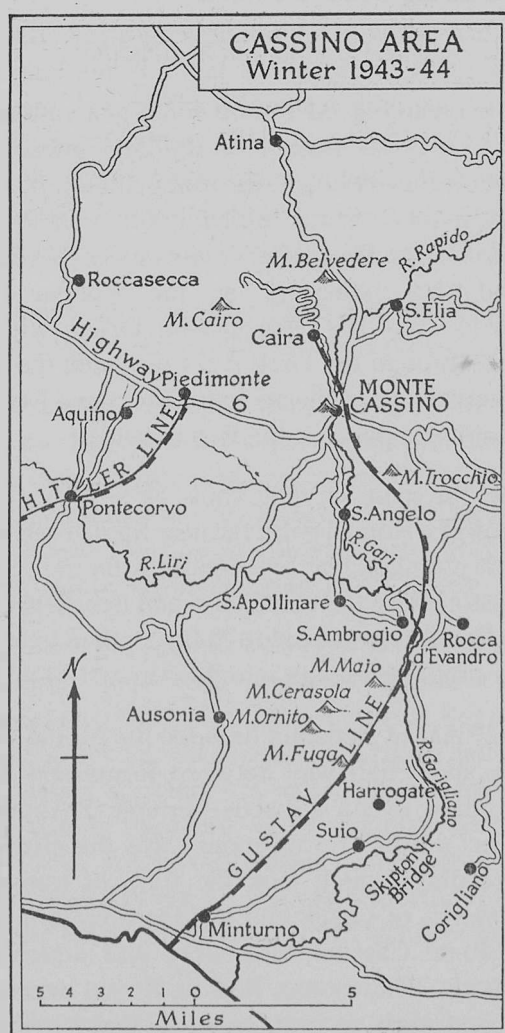 CASSINO AREA
Winter 1943-44
Atina
M. Belvedere
R. Rapido
Roccasecca
M. Cairo
S. Elia
Caira
Highway
Piedimonte
6
MONTE
CASSINO
Aquino
M. Trocchio
HITLER LINE
Pontecorvo
S. Angelo
R. Gari
R. Liri
S. Apollinare
S. Ambrogio
Rocca
d'Evandro
M. Maio
N
M. Cerasola
Ausonia
M. Ornito
M. Fuga
GUSTAV LINE
R. Garigliano
Harrogate
Suio
Skipton
Bridge
Corigliano
Minturno
5 4 3 2 1 0 5
Miles